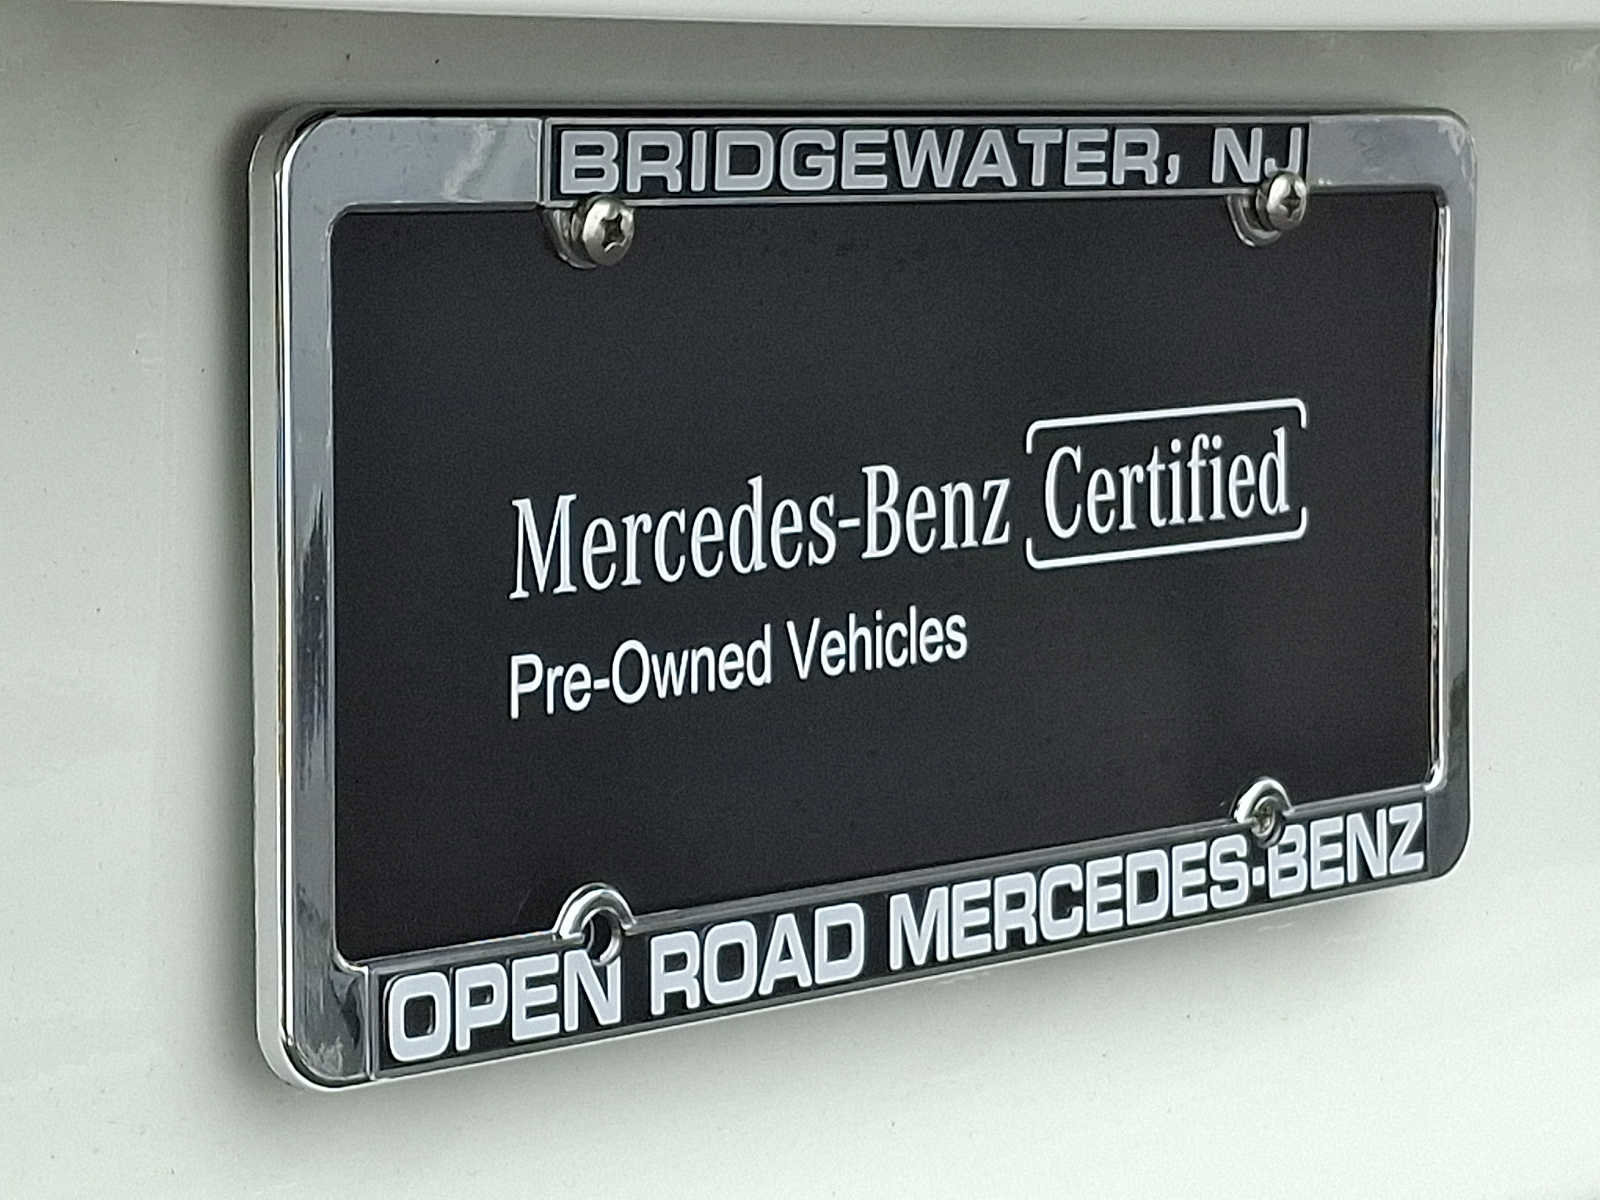 BRIDGEWATER, NJ
Mercedes-Benz Certified
Pre-Owned Vehicles
OPEN ROAD MERCEDES-BENZ